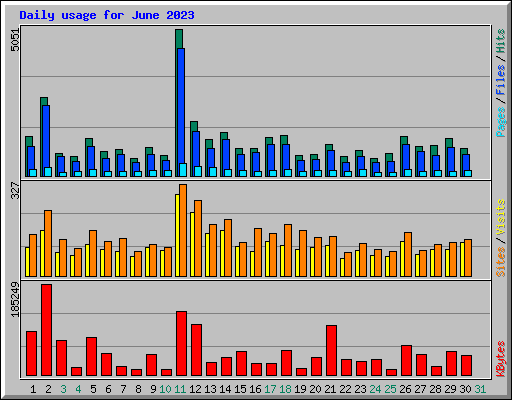 Daily usage for June 2023
5051
Pages / Files / Hits
327
Sites / Visits
185249
KBytes
1 2 3 4 5 6 7 8 9 10 11 12 13 14 15 16 17 18 19 20 21 22 23 24 25 26 27 28 29 30 31